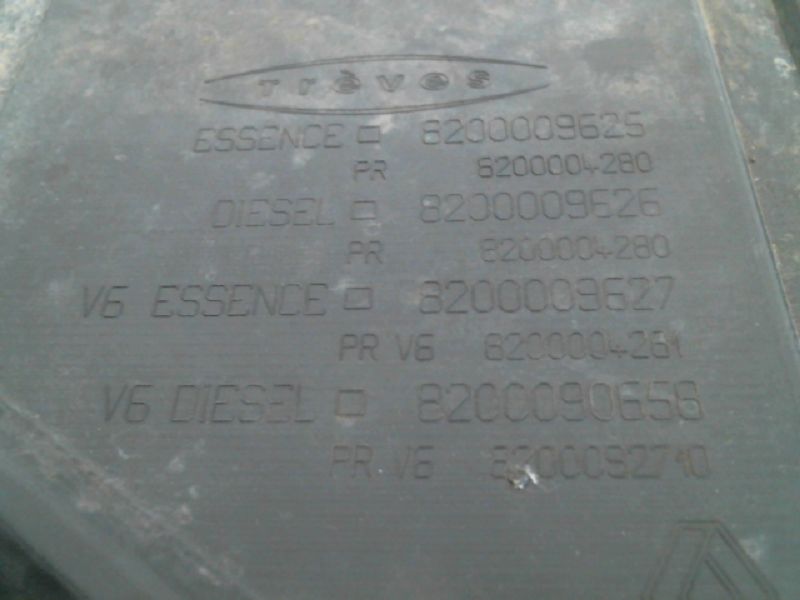 Trèves
ESSENCE 8200009625
PR 8200004280
DIESEL 8200009626
PR 8200004280
V6 ESSENCE 8200009627
PR V6 8200004281
V6 DIESEL 8200090658
PR V6 8200092710